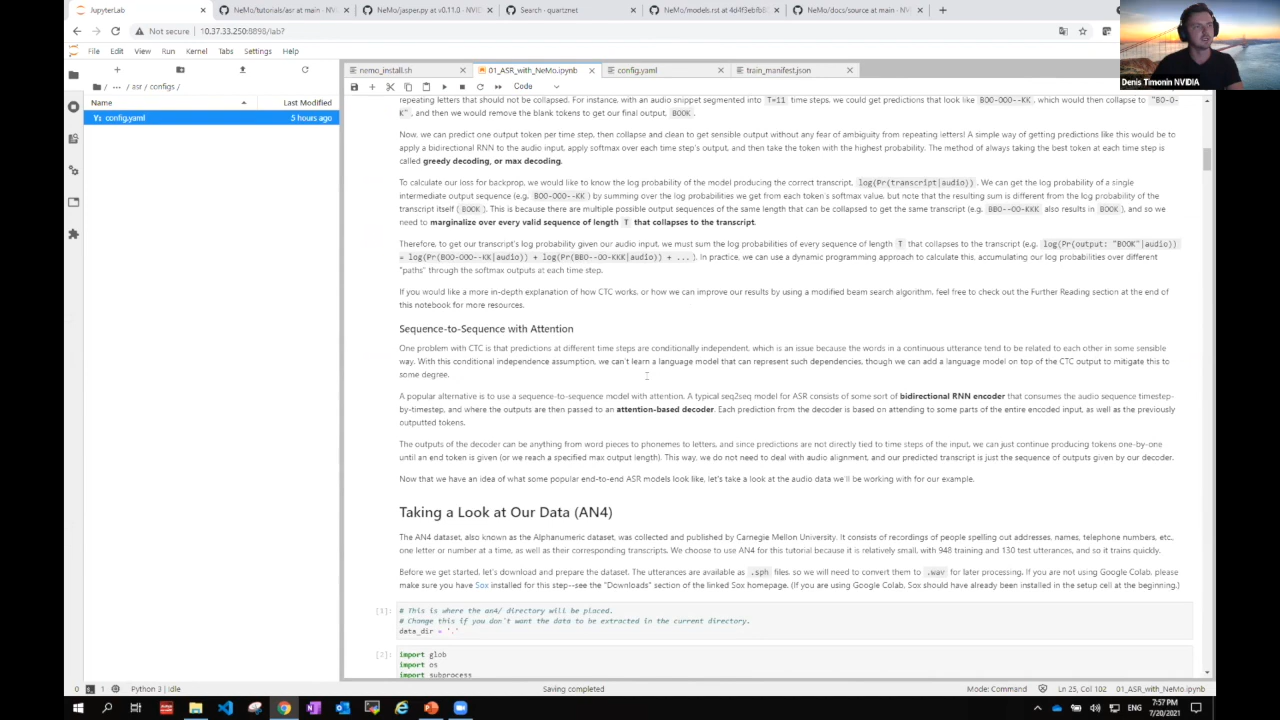 JupyterLab
NeMo/tutorials/asr at main · NV
NeMo/jasper.py at v0.11.0 · NVI
Search · quartznet
NeMo/models.rst at 4d4f3ebfb8
NeMo/docs/source at main · NVI
Not secure | 10.37.33.250:8898/lab?
File Edit View Run Kernel Tabs Settings Help
nemo_install.sh
01_ASR_with_NeMo.ipynb
config.yaml
train_manifest.json
Denis Timonin NVIDIA
Code
/ ··· / asr / configs /
Name
Last Modified
config.yaml
5 hours ago
repeating letters that should not be collapsed. For instance, with an audio snippet segmented into T=11 time steps, we could get predictions that look like BOO-OOO--KK , which would then collapse to "BO-O-
K" , and then we would remove the blank tokens to get our final output, BOOK .
Now, we can predict one output token per time step, then collapse and clean to get sensible output without any fear of ambiguity from repeating letters! A simple way of getting predictions like this would be to
apply a bidirectional RNN to the audio input, apply softmax over each time step's output, and then take the token with the highest probability. The method of always taking the best token at each time step is
called greedy decoding, or max decoding.
To calculate our loss for backprop, we would like to know the log probability of the model producing the correct transcript, log(Pr(transcript|audio)) . We can get the log probability of a single
intermediate output sequence (e.g. BOO-OOO--KK ) by summing over the log probabilities we get from each token's softmax value, but note that the resulting sum is different from the log probability of the
transcript itself ( BOOK ). This is because there are multiple possible output sequences of the same length that can be collapsed to get the same transcript (e.g. BBO--OO-KKK also results in BOOK ), and so we
need to marginalize over every valid sequence of length T that collapses to the transcript.
Therefore, to get our transcript's log probability given our audio input, we must sum the log probabilities of every sequence of length T that collapses to the transcript (e.g. log(Pr(output: "BOOK"|audio))
= log(Pr(BOO-OOO--KK|audio)) + log(Pr(BBO--OO-KKK|audio)) + ... ). In practice, we can use a dynamic programming approach to calculate this, accumulating our log probabilities over different
"paths" through the softmax outputs at each time step.
If you would like a more in-depth explanation of how CTC works, or how we can improve our results by using a modified beam search algorithm, feel free to check out the Further Reading section at the end of
this notebook for more resources.
Sequence-to-Sequence with Attention
One problem with CTC is that predictions at different time steps are conditionally independent, which is an issue because the words in a continuous utterance tend to be related to each other in some sensible
way. With this conditional independence assumption, we can't learn a language model that can represent such dependencies, though we can add a language model on top of the CTC output to mitigate this to
some degree.
A popular alternative is to use a sequence-to-sequence model with attention. A typical seq2seq model for ASR consists of some sort of bidirectional RNN encoder that consumes the audio sequence timestep-
by-timestep, and where the outputs are then passed to an attention-based decoder. Each prediction from the decoder is based on attending to some parts of the entire encoded input, as well as the previously
outputted tokens.
The outputs of the decoder can be anything from word pieces to phonemes to letters, and since predictions are not directly tied to time steps of the input, we can just continue producing tokens one-by-one
until an end token is given (or we reach a specified max output length). This way, we do not need to deal with audio alignment, and our predicted transcript is just the sequence of outputs given by our decoder.
Now that we have an idea of what some popular end-to-end ASR models look like, let's take a look at the audio data we'll be working with for our example.
Taking a Look at Our Data (AN4)
The AN4 dataset, also known as the Alphanumeric dataset, was collected and published by Carnegie Mellon University. It consists of recordings of people spelling out addresses, names, telephone numbers, etc.,
one letter or number at a time, as well as their corresponding transcripts. We choose to use AN4 for this tutorial because it is relatively small, with 948 training and 130 test utterances, and so it trains quickly.
Before we get started, let's download and prepare the dataset. The utterances are available as .sph files, so we will need to convert them to .wav for later processing. If you are not using Google Colab, please
make sure you have Sox installed for this step--see the "Downloads" section of the linked Sox homepage. (If you are using Google Colab, Sox should have already been installed in the setup cell at the beginning.)
[1]:
# This is where the an4/ directory will be placed.
# Change this if you don't want the data to be extracted in the current directory.
data_dir = '.'
[2]:
import glob
import os
import subprocess
0
1
Python 3 | Idle
Saving completed
Mode: Command
Ln 25, Col 102
01_ASR_with_NeMo.ipynb
ENG
7:57 PM
7/20/2021